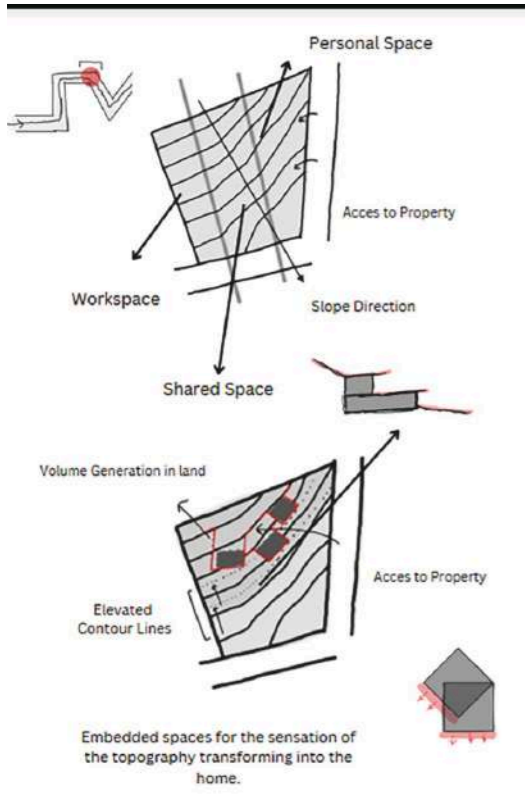 Personal Space
Acces to Property
Workspace
Slope Direction
Shared Space
Volume Generation in land
Acces to Property
Elevated
Contour Lines
Embedded spaces for the sensation of
the topography transforming into the
home.